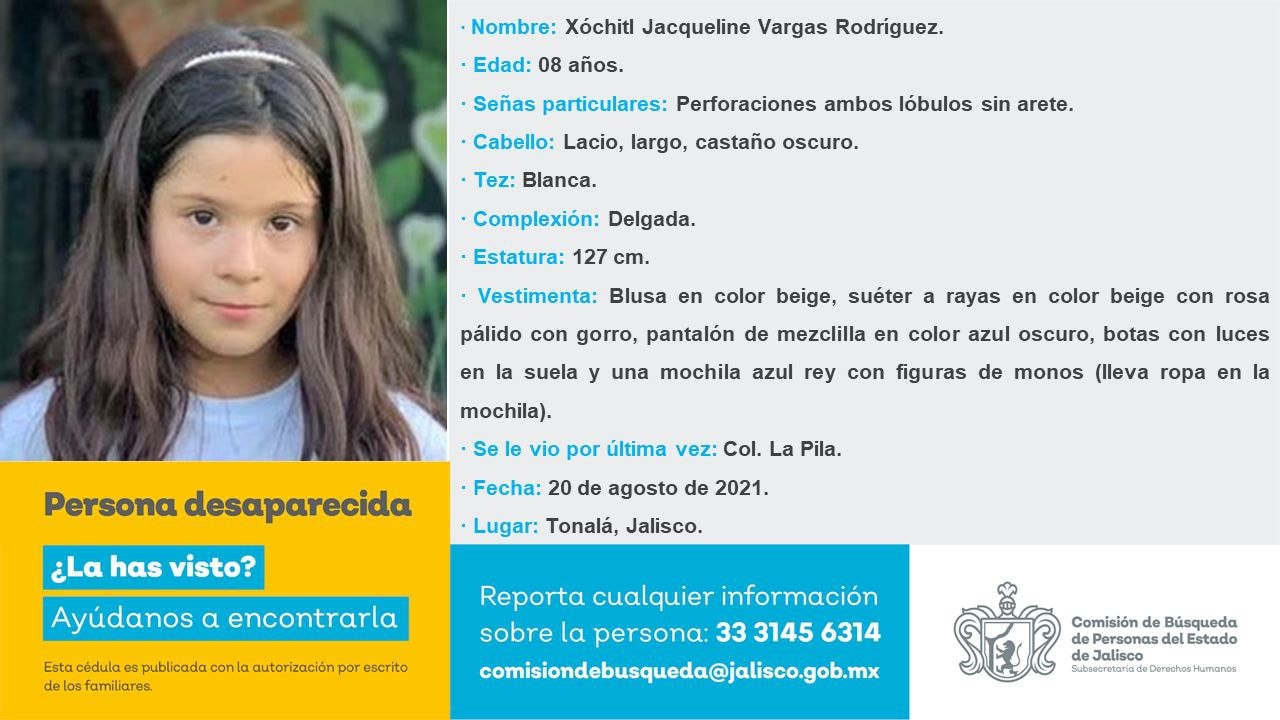 · Nombre: Xóchitl Jacqueline Vargas Rodríguez.
· Edad: 08 años.
· Señas particulares: Perforaciones ambos lóbulos sin arete.
· Cabello: Lacio, largo, castaño oscuro.
· Tez: Blanca.
· Complexión: Delgada.
· Estatura: 127 cm.
· Vestimenta: Blusa en color beige, suéter a rayas en color beige con rosa
pálido con gorro, pantalón de mezclilla en color azul oscuro, botas con luces
en la suela y una mochila azul rey con figuras de monos (lleva ropa en la
mochila).
· Se le vio por última vez: Col. La Pila.
· Fecha: 20 de agosto de 2021.
· Lugar: Tonalá, Jalisco.
Persona desaparecida
¿La has visto?
Ayúdanos a encontrarla
Esta cédula es publicada con la autorización por escrito
de los familiares.
Reporta cualquier información
sobre la persona: 33 3145 6314
comisiondebusqueda@jalisco.gob.mx
Comisión de Búsqueda
de Personas del Estado
de Jalisco
Subsecretaría de Derechos Humanos